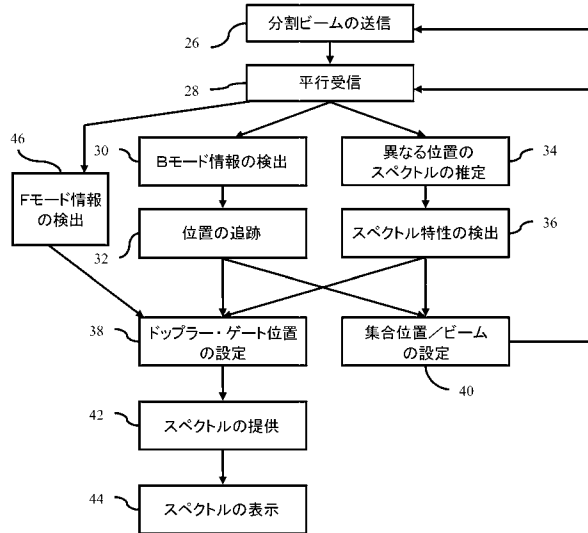 分割ビームの送信
26
平行受信
28
46
30
Bモード情報の検出
異なる位置の
スペクトルの推定
34
Fモード情報
の検出
32
位置の追跡
スペクトル特性の検出
36
38
ドップラー・ゲート位置
の設定
集合位置/ビーム
の設定
40
42
スペクトルの提供
44
スペクトルの表示